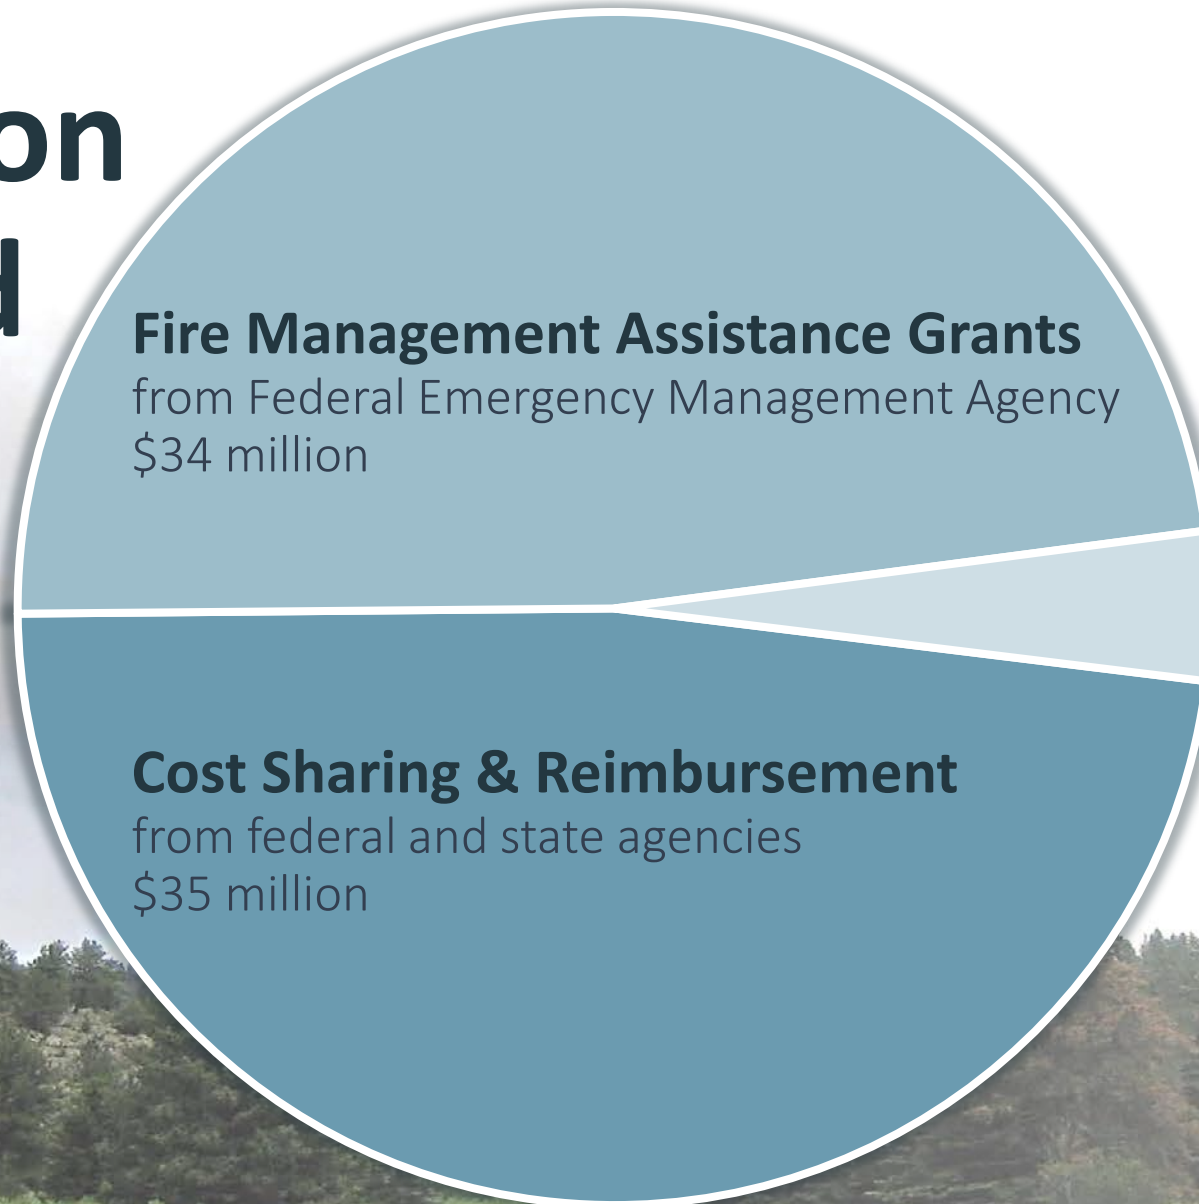 on
d
Fire Management Assistance Grants
from Federal Emergency Management Agency
$34 million
Cost Sharing & Reimbursement
from federal and state agencies
$35 million